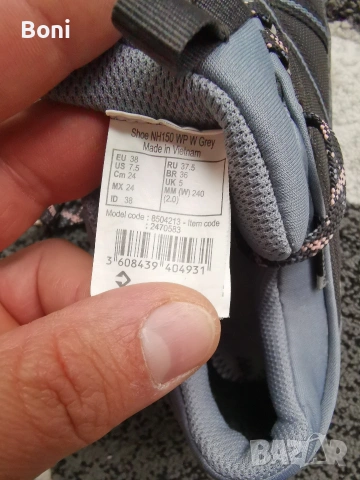 Boni
Shoe NH150 WP W Grey
Made in Vietnam
EU 38 RU 37.5
US 7.5 BR 36
Cm 24 UK 5
MX 24 MM (W) 240
ID 38 (2.0)
Model code : 8504213 - Item code
: 2470583
3 608439 404931
BAZAR